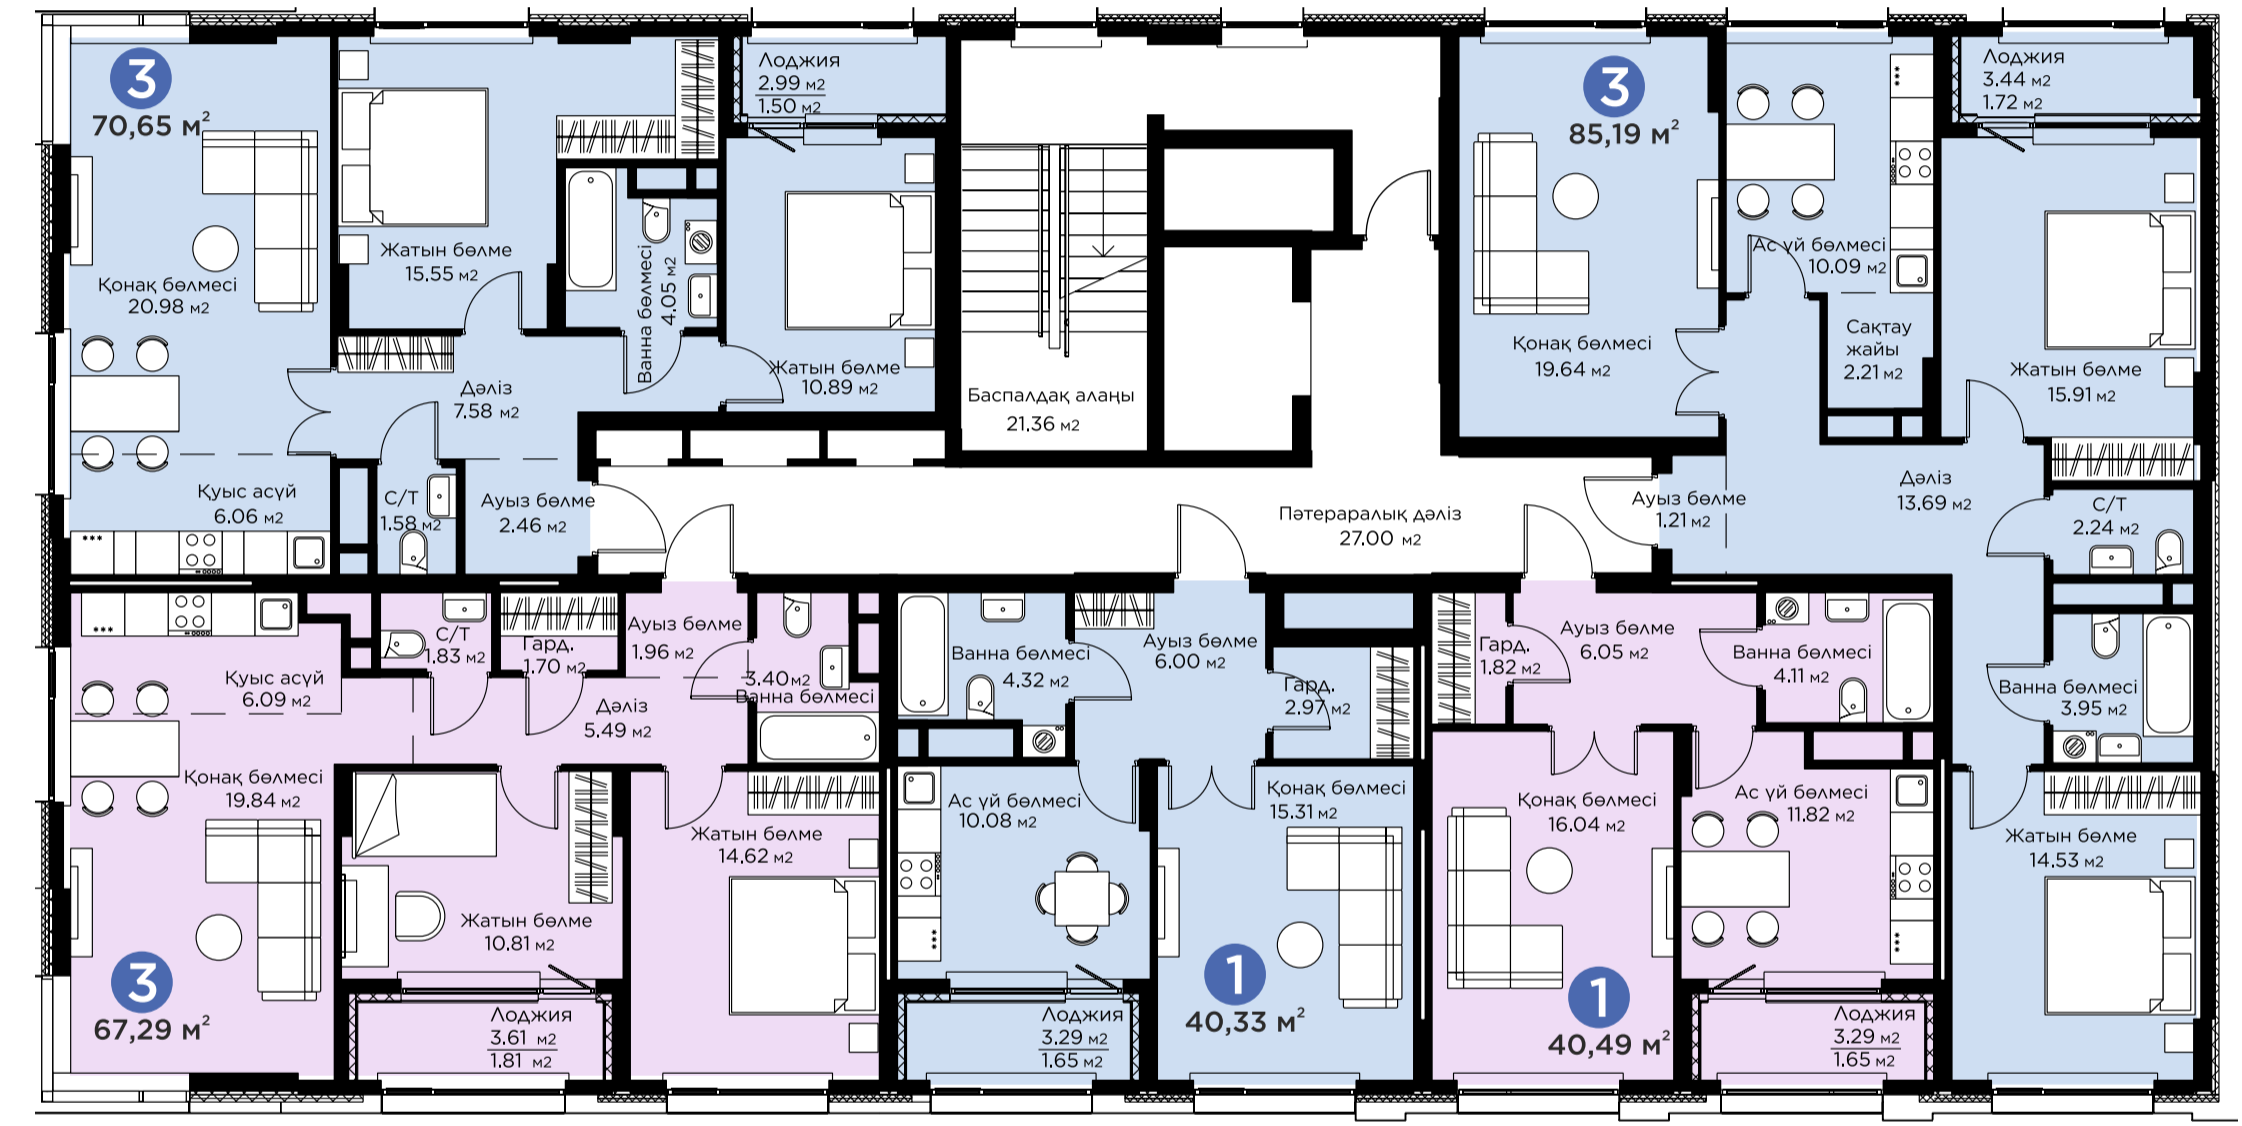 3
70,65 м²
Қонақ бөлмесі
20.98 м2
Қуыс асүй
6.06 м2
Жатын бөлме
15.55 м2
Дәліз
7.58 м2
С/Т
1.58 м2
Ауыз бөлме
2.46 м2
Ванна бөлмесі
4.05 м2
Лоджия
2.99 м2
1.50 м2
Жатын бөлме
10.89 м2
Баспалдақ алаңы
21.36 м2
Пәтераралық дәліз
27.00 м2
3
85,19 м²
Қонақ бөлмесі
19.64 м2
Ас үй бөлмесі
10.09 м2
Сақтау
жайы
2.21 м2
Лоджия
3.44 м2
1.72 м2
Жатын бөлме
15.91 м2
Ауыз бөлме
1.21 м2
Дәліз
13.69 м2
С/Т
2.24 м2
Ванна бөлмесі
3.95 м2
Жатын бөлме
14.53 м2
Қуыс асүй
6.09 м2
С/Т
1.83 м2
Гард.
1.70 м2
Ауыз бөлме
1.96 м2
3.40 м2
Ванна бөлмесі
Дәліз
5.49 м2
Қонақ бөлмесі
19.84 м2
3
67,29 м²
Жатын бөлме
10.81 м2
Лоджия
3.61 м2
1.81 м2
Жатын бөлме
14.62 м2
Ванна бөлмесі
4.32 м2
Ауыз бөлме
6.00 м2
Гард.
2.97 м2
Ас үй бөлмесі
10.08 м2
Қонақ бөлмесі
15.31 м2
1
40,33 м²
Лоджия
3.29 м2
1.65 м2
Гард.
1.82 м2
Ауыз бөлме
6.05 м2
Ванна бөлмесі
4.11 м2
Қонақ бөлмесі
16.04 м2
Ас үй бөлмесі
11.82 м2
1
40,49 м²
Лоджия
3.29 м2
1.65 м2